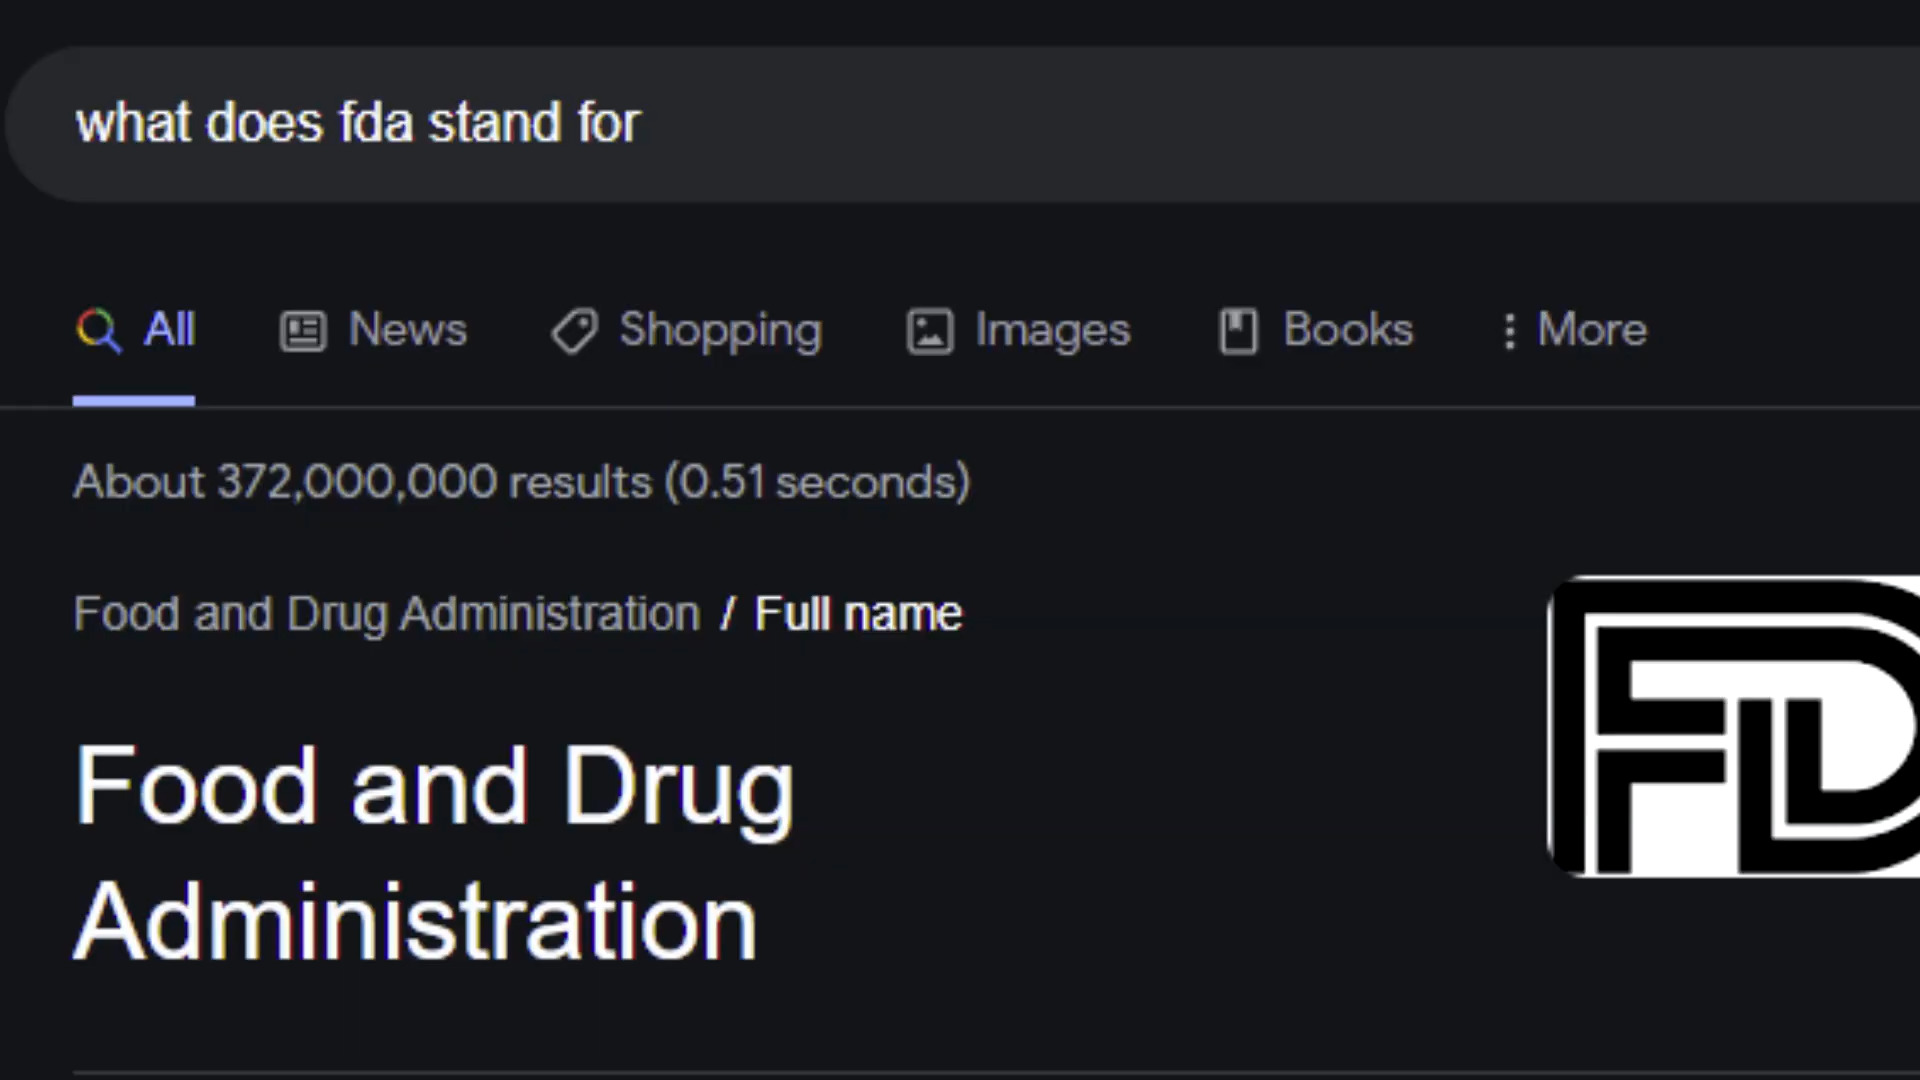 what does fda stand for
All News Shopping Images Books More
About 372,000,000 results (0.51 seconds)
Food and Drug Administration / Full name
Food and Drug
Administration
FD